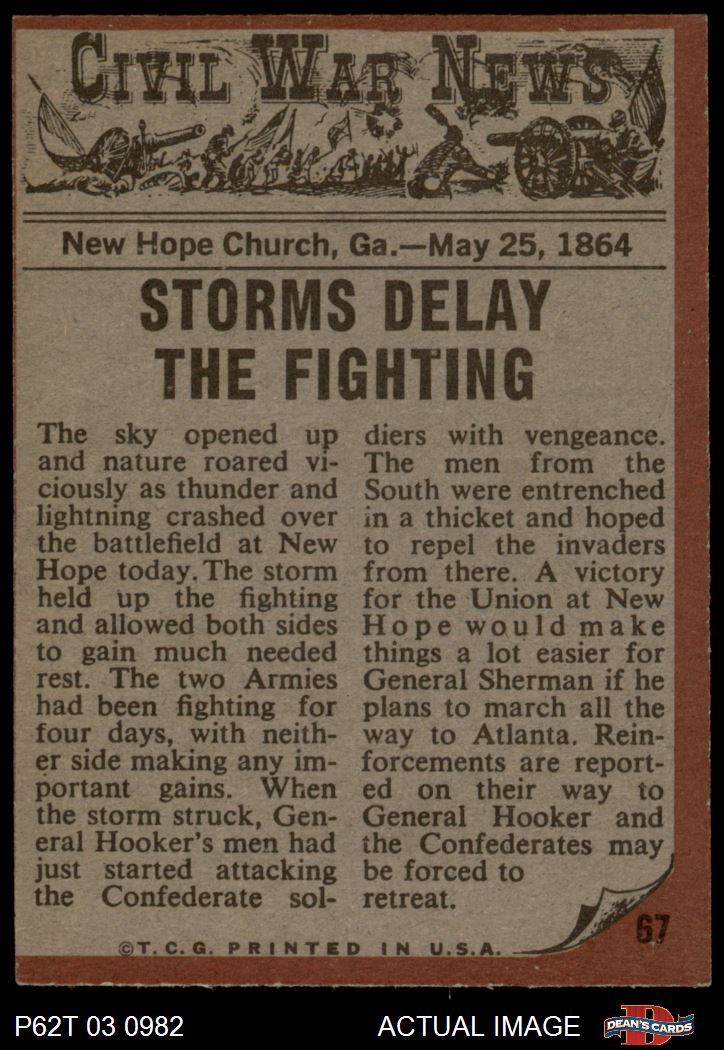 CIVIL WAR NEWS
New Hope Church, Ga.—May 25, 1864
STORMS DELAY
THE FIGHTING
The sky opened up
and nature roared vi-
ciously as thunder and
lightning crashed over
the battlefield at New
Hope today. The storm
held up the fighting
and allowed both sides
to gain much needed
rest. The two Armies
had been fighting for
four days, with neith-
er side making any im-
portant gains. When
the storm struck, Gen-
eral Hooker's men had
just started attacking
the Confederate sol-
diers with vengeance.
The men from the
South were entrenched
in a thicket and hoped
to repel the invaders
from there. A victory
for the Union at New
Hope would make
things a lot easier for
General Sherman if he
plans to march all the
way to Atlanta. Rein-
forcements are report-
ed on their way to
General Hooker and
the Confederates may
be forced to
retreat.
67
©T.C.G. PRINTED IN U.S.A.
P62T 03 0982
ACTUAL IMAGE
D
DEAN'S CARDS